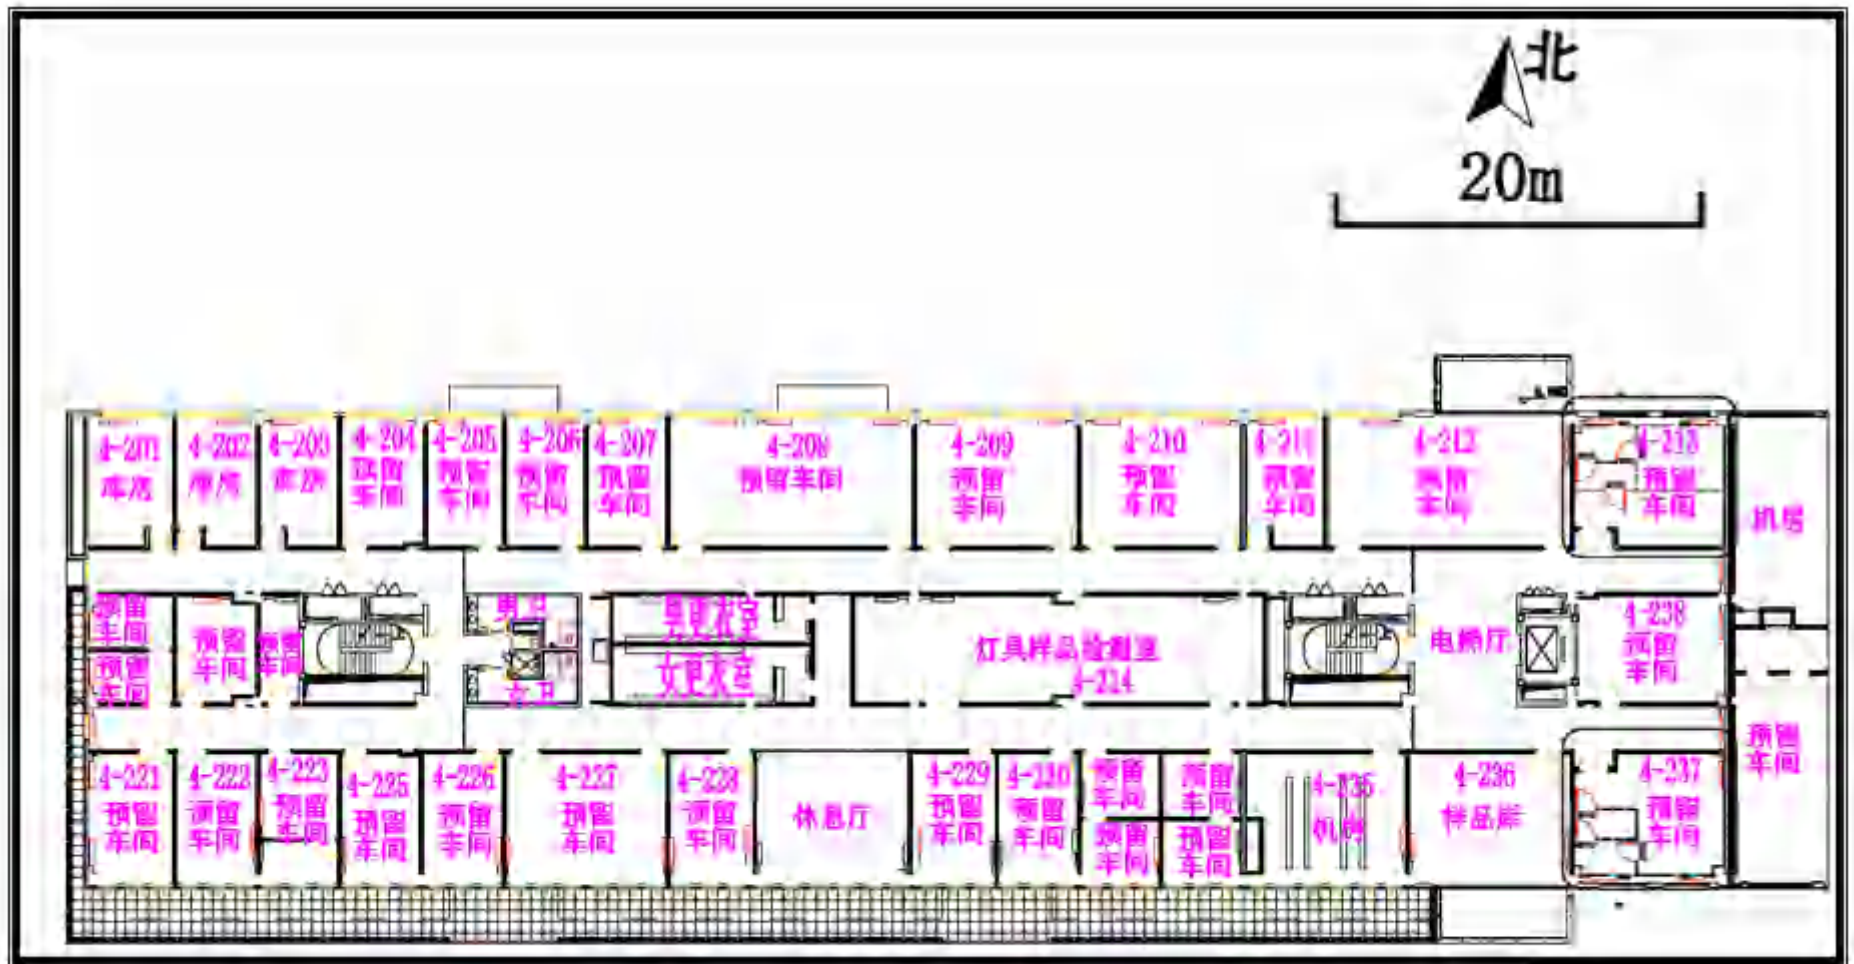 北
20m
4-201
库房
4-202
库房
4-203
库房
4-204
预留
车间
4-205
预留
车间
4-206
预留
车间
4-207
预留
车间
4-208
预留车间
4-209
预留
车间
4-210
预留
车间
4-211
预留
车间
4-212
预留
车间
4-213
预留
车间
机房
预留
车间
预留
车间
预留
车间
预留
车间
男卫
女卫
男更衣室
女更衣室
灯具样品检测室
4-224
电梯厅
4-238
预留
车间
预留
车间
4-221
预留
车间
4-222
预留
车间
4-223
预留
车间
4-225
预留
车间
4-226
预留
车间
4-227
预留
车间
4-228
预留
车间
休息厅
4-229
预留
车间
4-230
预留
车间
预留
车间
预留
车间
预留
车间
预留
车间
4-235
机房
4-236
样品库
4-237
预留
车间